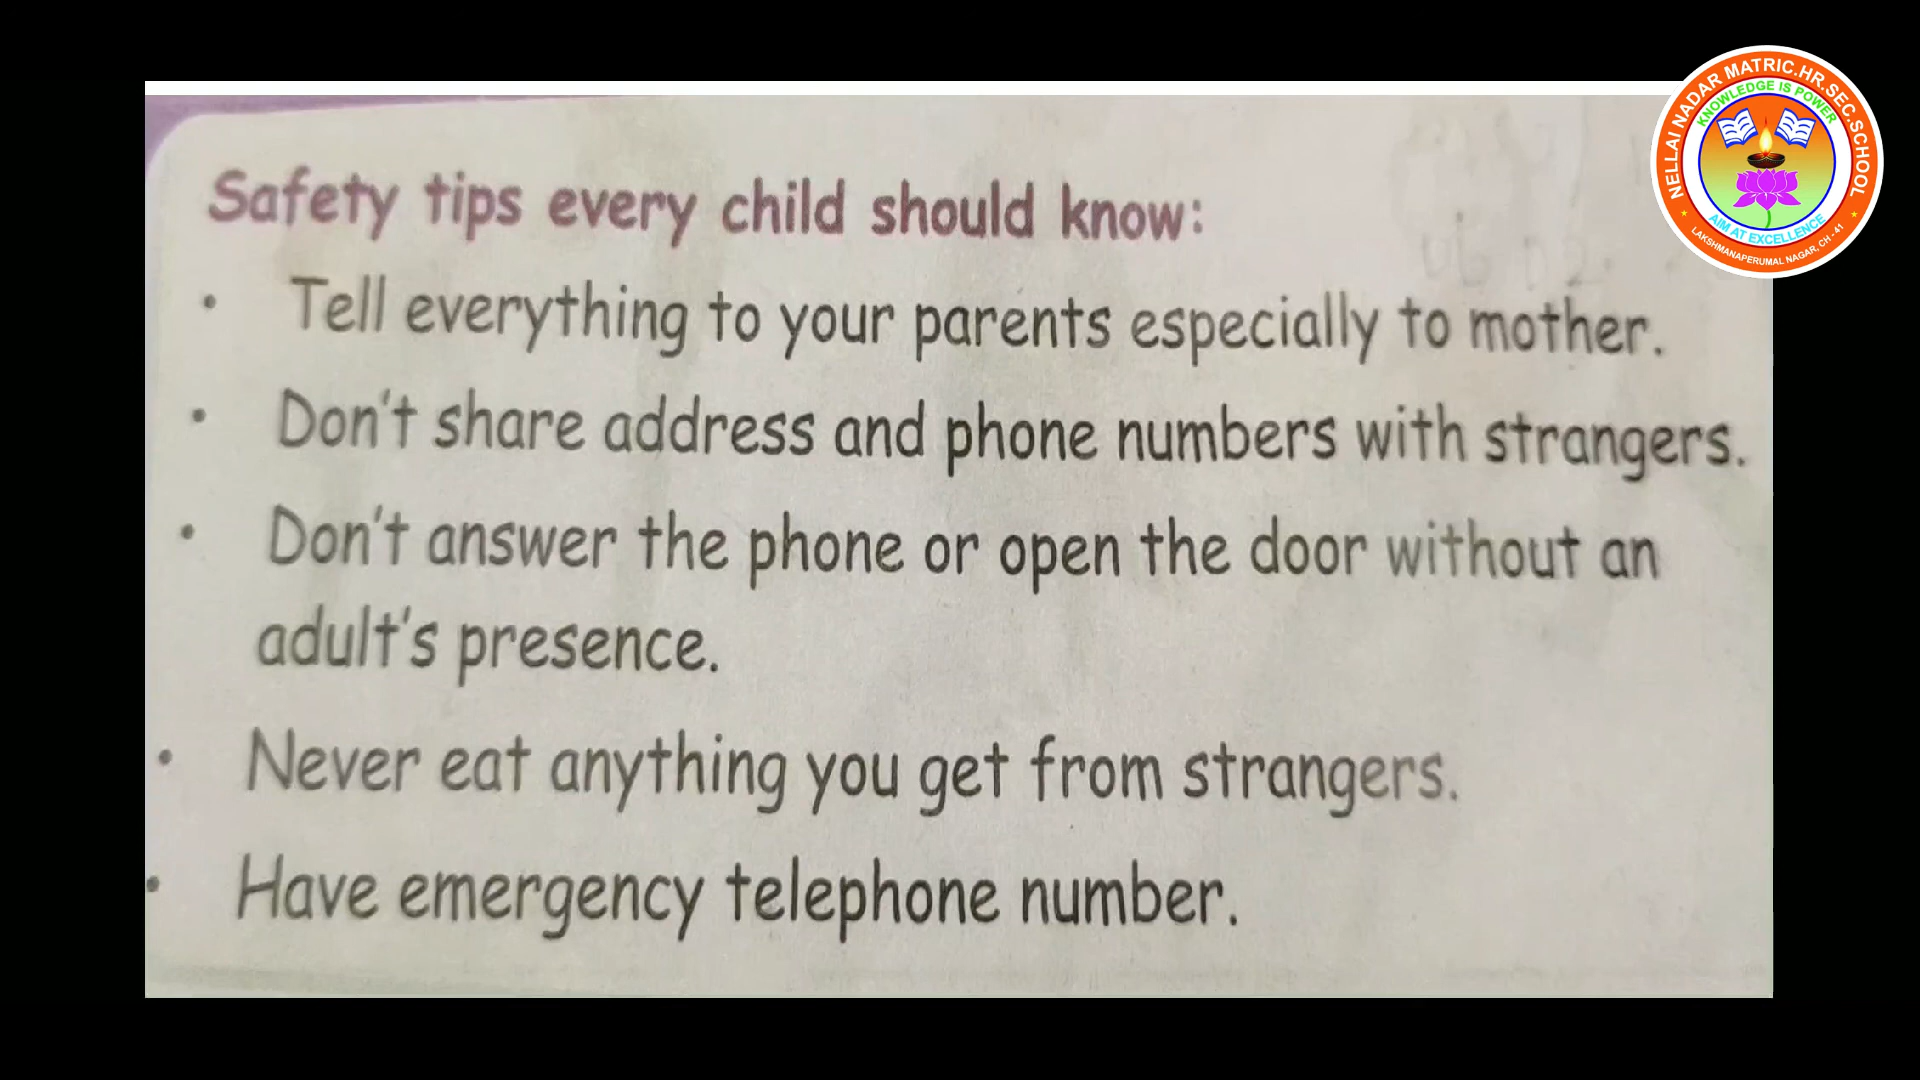 Safety tips every child should know:
• Tell everything to your parents especially to mother.
• Don't share address and phone numbers with strangers.
• Don't answer the phone or open the door without an
adult's presence.
• Never eat anything you get from strangers.
• Have emergency telephone number.
NELLAI NADAR MATRIC.HR.SEC.SCHOOL
KNOWLEDGE IS POWER
AIM AT EXCELLENCE
LAKSHMANAPERUMAL NAGAR, CH - 41